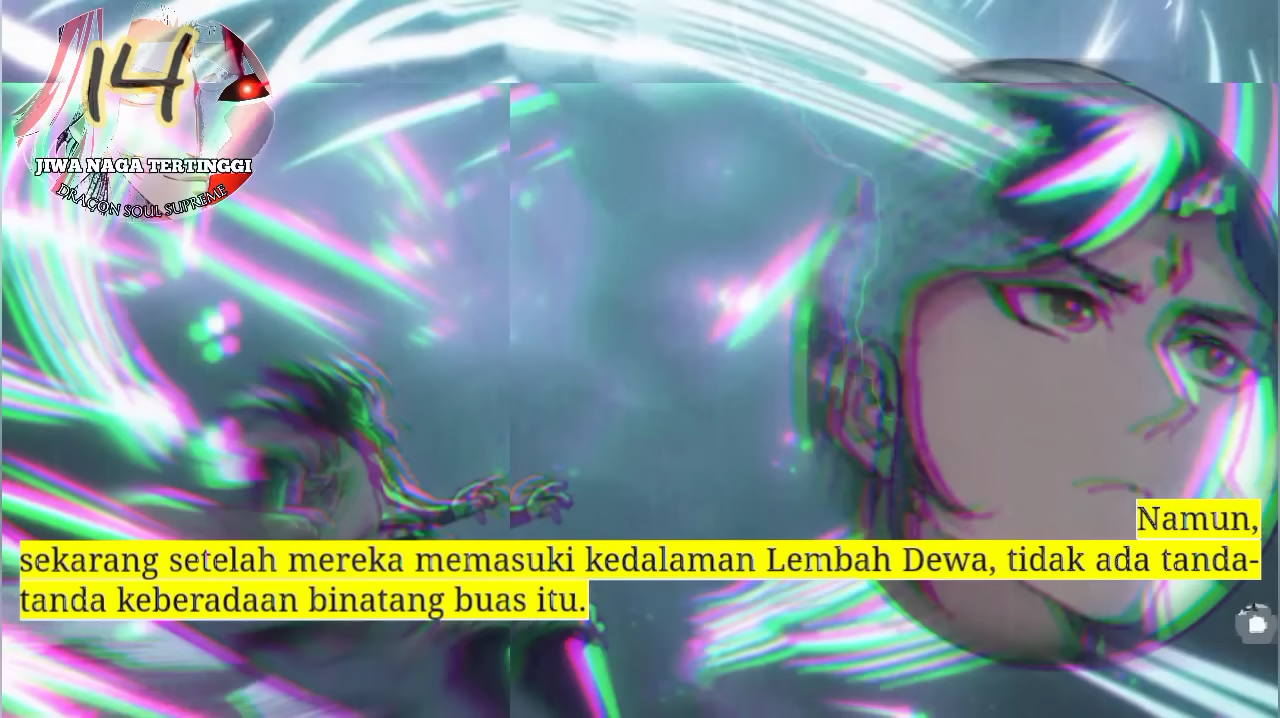 14
JIWA NAGA TERTINGGI
DRAGON SOUL SUPREME
Namun,
sekarang setelah mereka memasuki kedalaman Lembah Dewa, tidak ada tanda-
tanda keberadaan binatang buas itu.